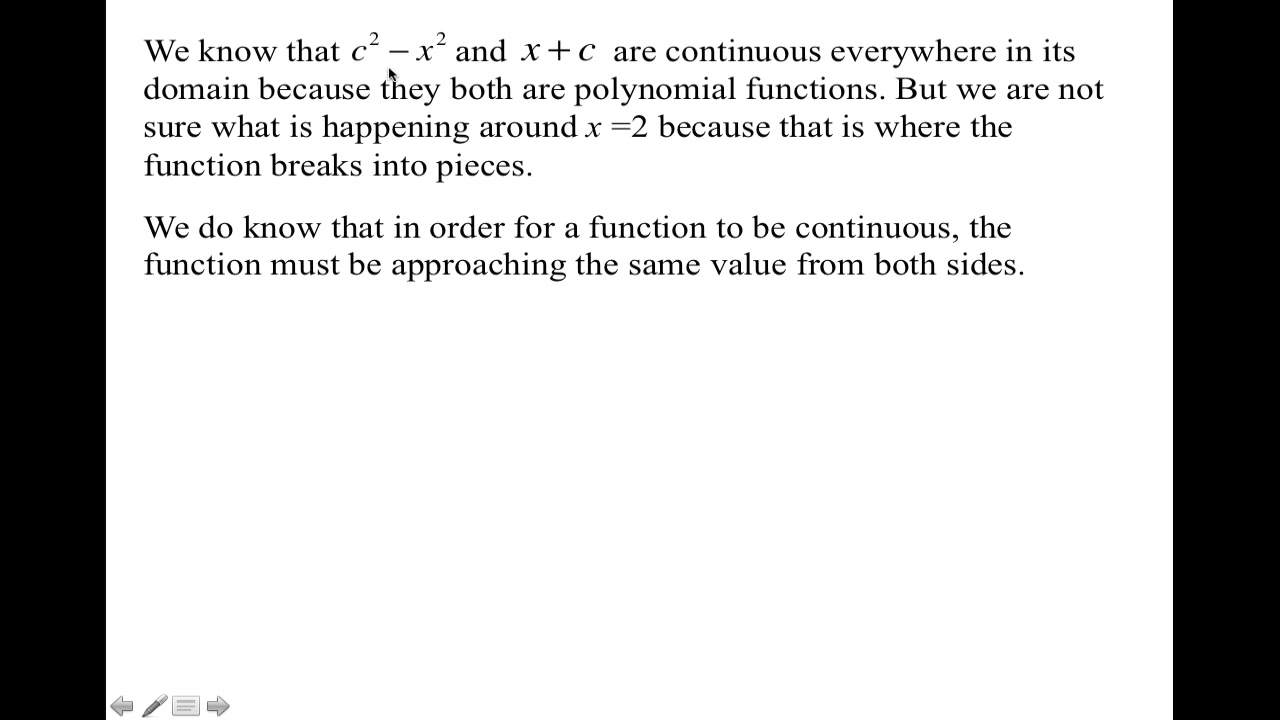 We know that c² − x² and x + c are continuous everywhere in its
domain because they both are polynomial functions. But we are not
sure what is happening around x =2 because that is where the
function breaks into pieces.
We do know that in order for a function to be continuous, the
function must be approaching the same value from both sides.